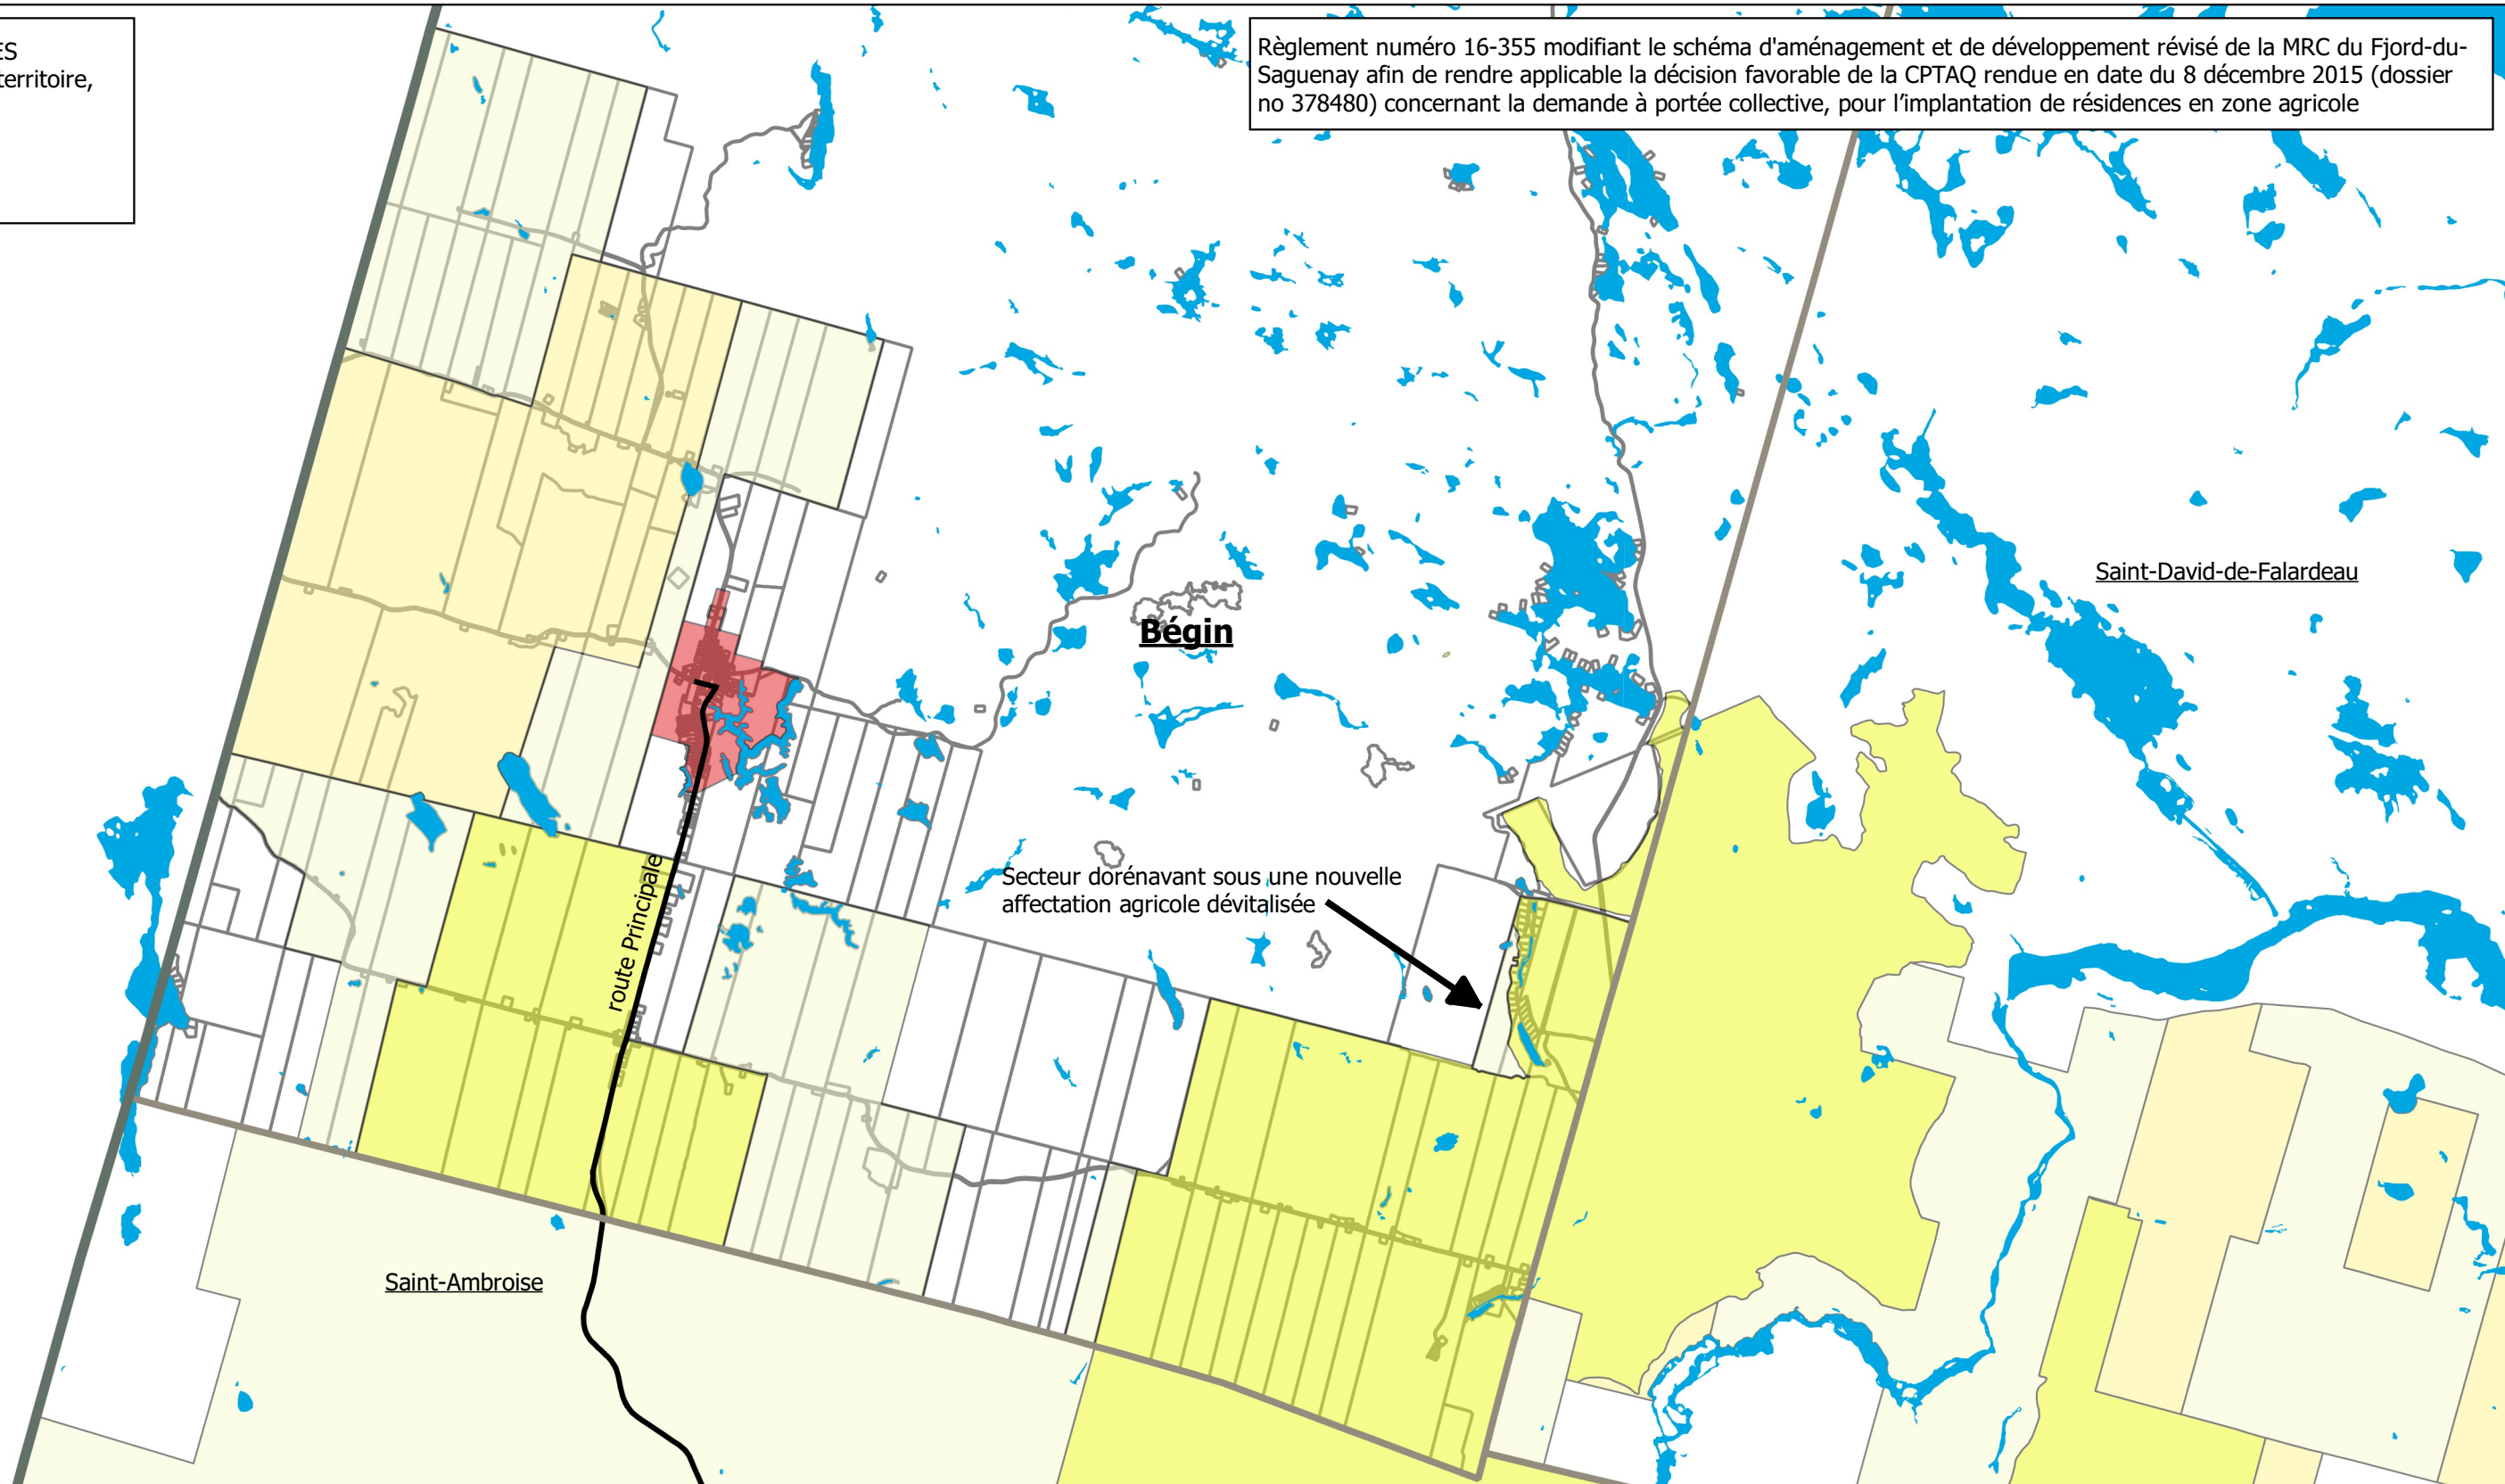 ES
territoire,
Règlement numéro 16-355 modifiant le schéma d'aménagement et de développement révisé de la MRC du Fjord-du-
Saguenay afin de rendre applicable la décision favorable de la CPTAQ rendue en date du 8 décembre 2015 (dossier
no 378480) concernant la demande à portée collective, pour l'implantation de résidences en zone agricole
Saint-David-de-Falardeau
Bégin
Secteur dorénavant sous une nouvelle
affectation agricole dévitalisée
route Principale
Saint-Ambroise